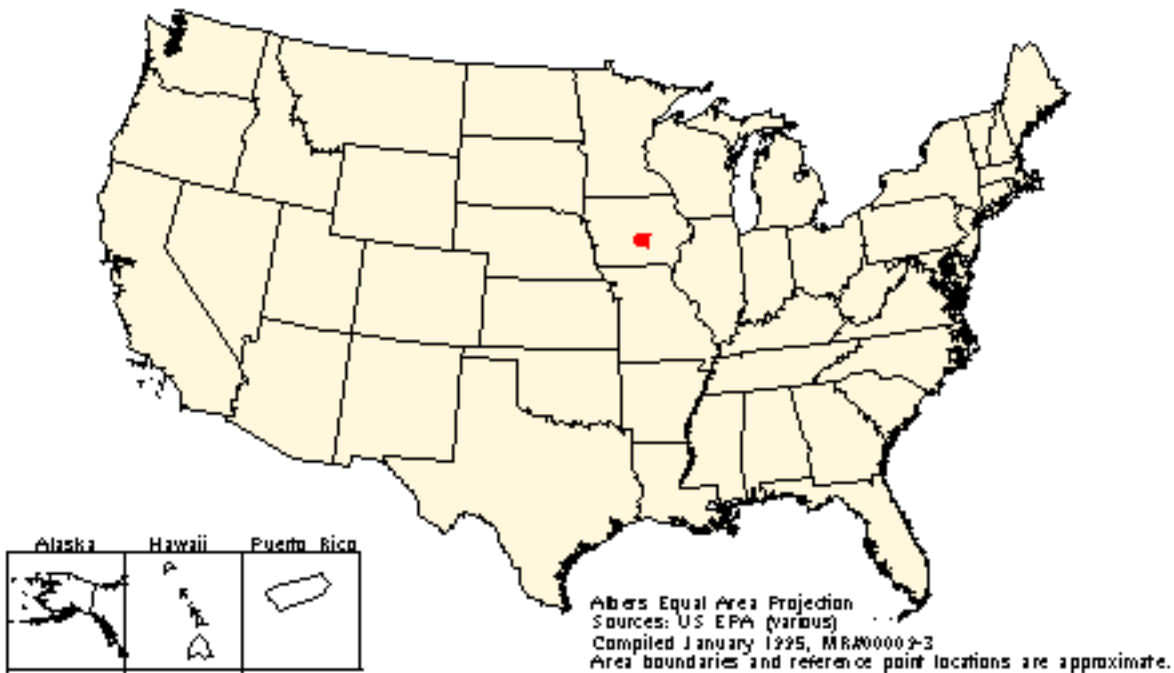 Alaska
Hawaii
Puerto Rico
Albers Equal Area Projection
Sources: US EPA (various)
Compiled January 1995, MR#00009-3
Area boundaries and reference point locations are approximate.